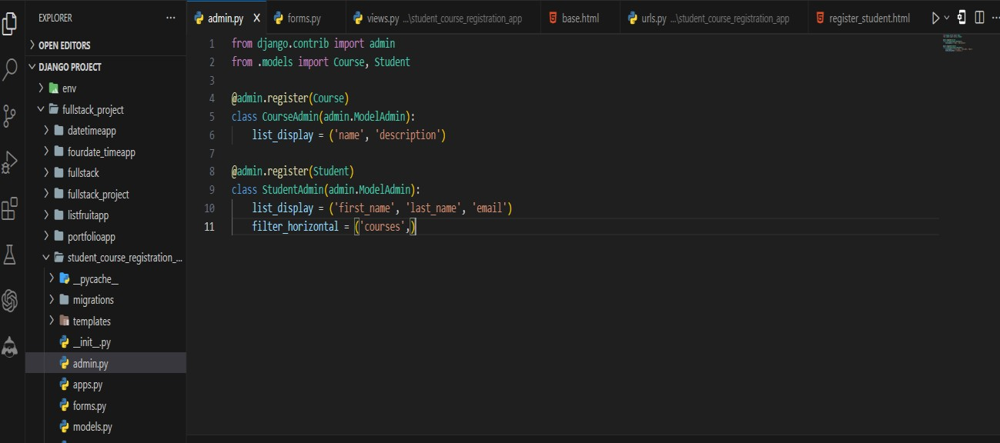 EXPLORER
OPEN EDITORS
DJANGO PROJECT
env
fullstack_project
datetimeapp
fourdate_timeapp
fullstack
fullstack_project
listfruitapp
portfolioapp
student_course_registration_...
__pycache__
migrations
templates
__init__.py
admin.py
apps.py
forms.py
models.py
admin.py X forms.py views.py ...\student_course_registration_app base.html urls.py ...\student_course_registration_app register_student.html
1 from django.contrib import admin
2 from .models import Course, Student
3
4 @admin.register(Course)
5 class CourseAdmin(admin.ModelAdmin):
6     list_display = ('name', 'description')
7
8 @admin.register(Student)
9 class StudentAdmin(admin.ModelAdmin):
10     list_display = ('first_name', 'last_name', 'email')
11     filter_horizontal = ('courses',)